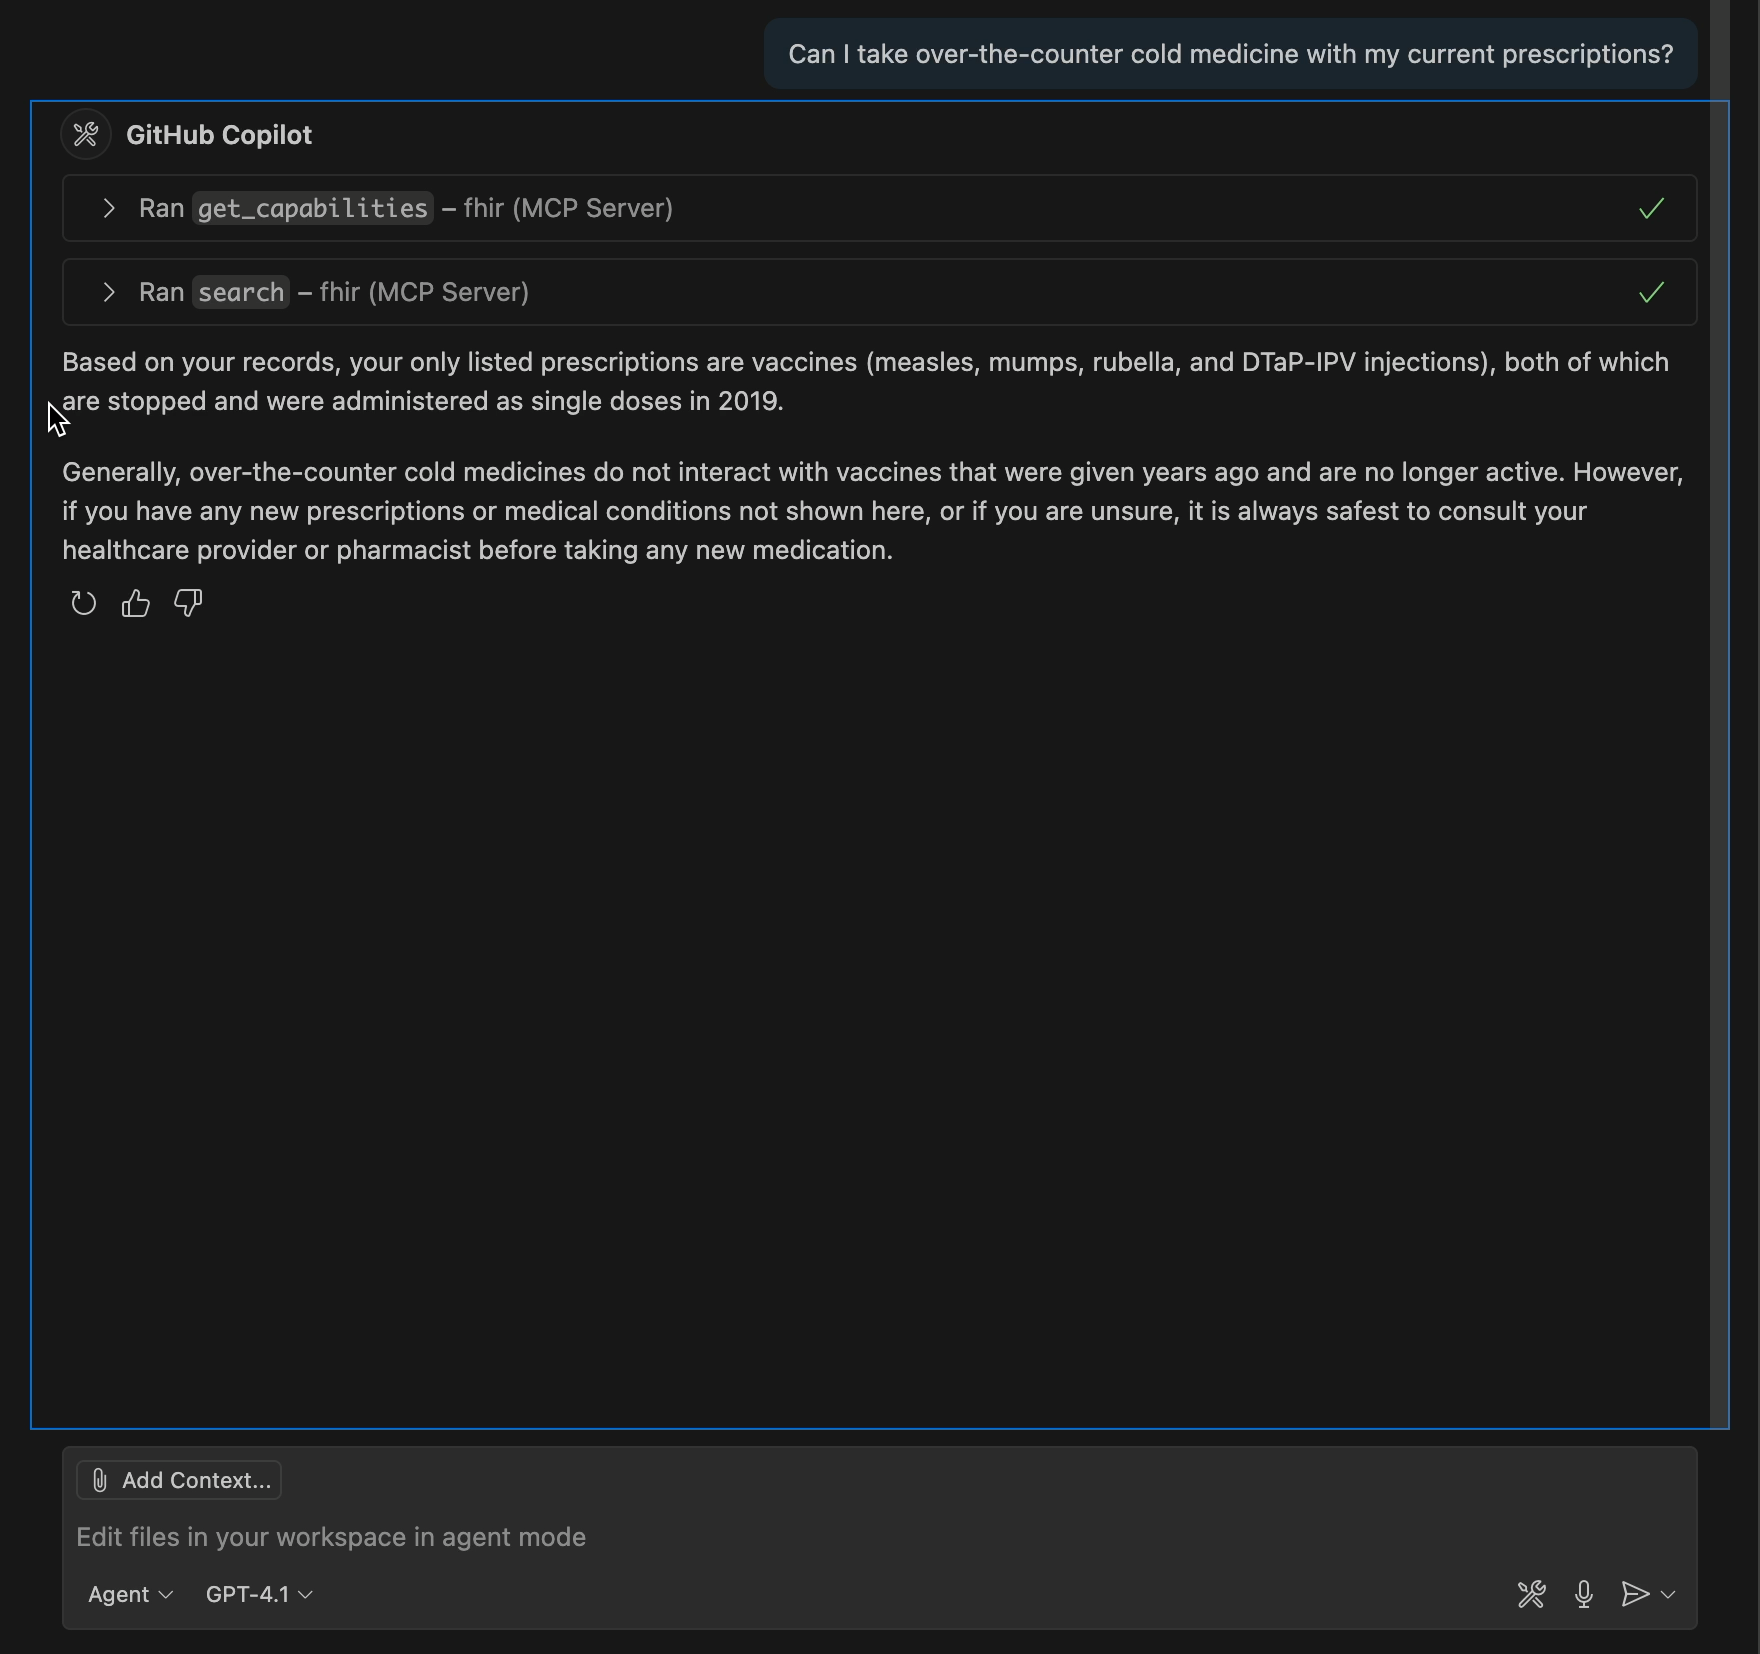 Can I take over-the-counter cold medicine with my current prescriptions?
GitHub Copilot
Ran get_capabilities – fhir (MCP Server)
Ran search – fhir (MCP Server)
Based on your records, your only listed prescriptions are vaccines (measles, mumps, rubella, and DTaP-IPV injections), both of which
are stopped and were administered as single doses in 2019.
Generally, over-the-counter cold medicines do not interact with vaccines that were given years ago and are no longer active. However,
if you have any new prescriptions or medical conditions not shown here, or if you are unsure, it is always safest to consult your
healthcare provider or pharmacist before taking any new medication.
Add Context...
Edit files in your workspace in agent mode
Agent GPT-4.1